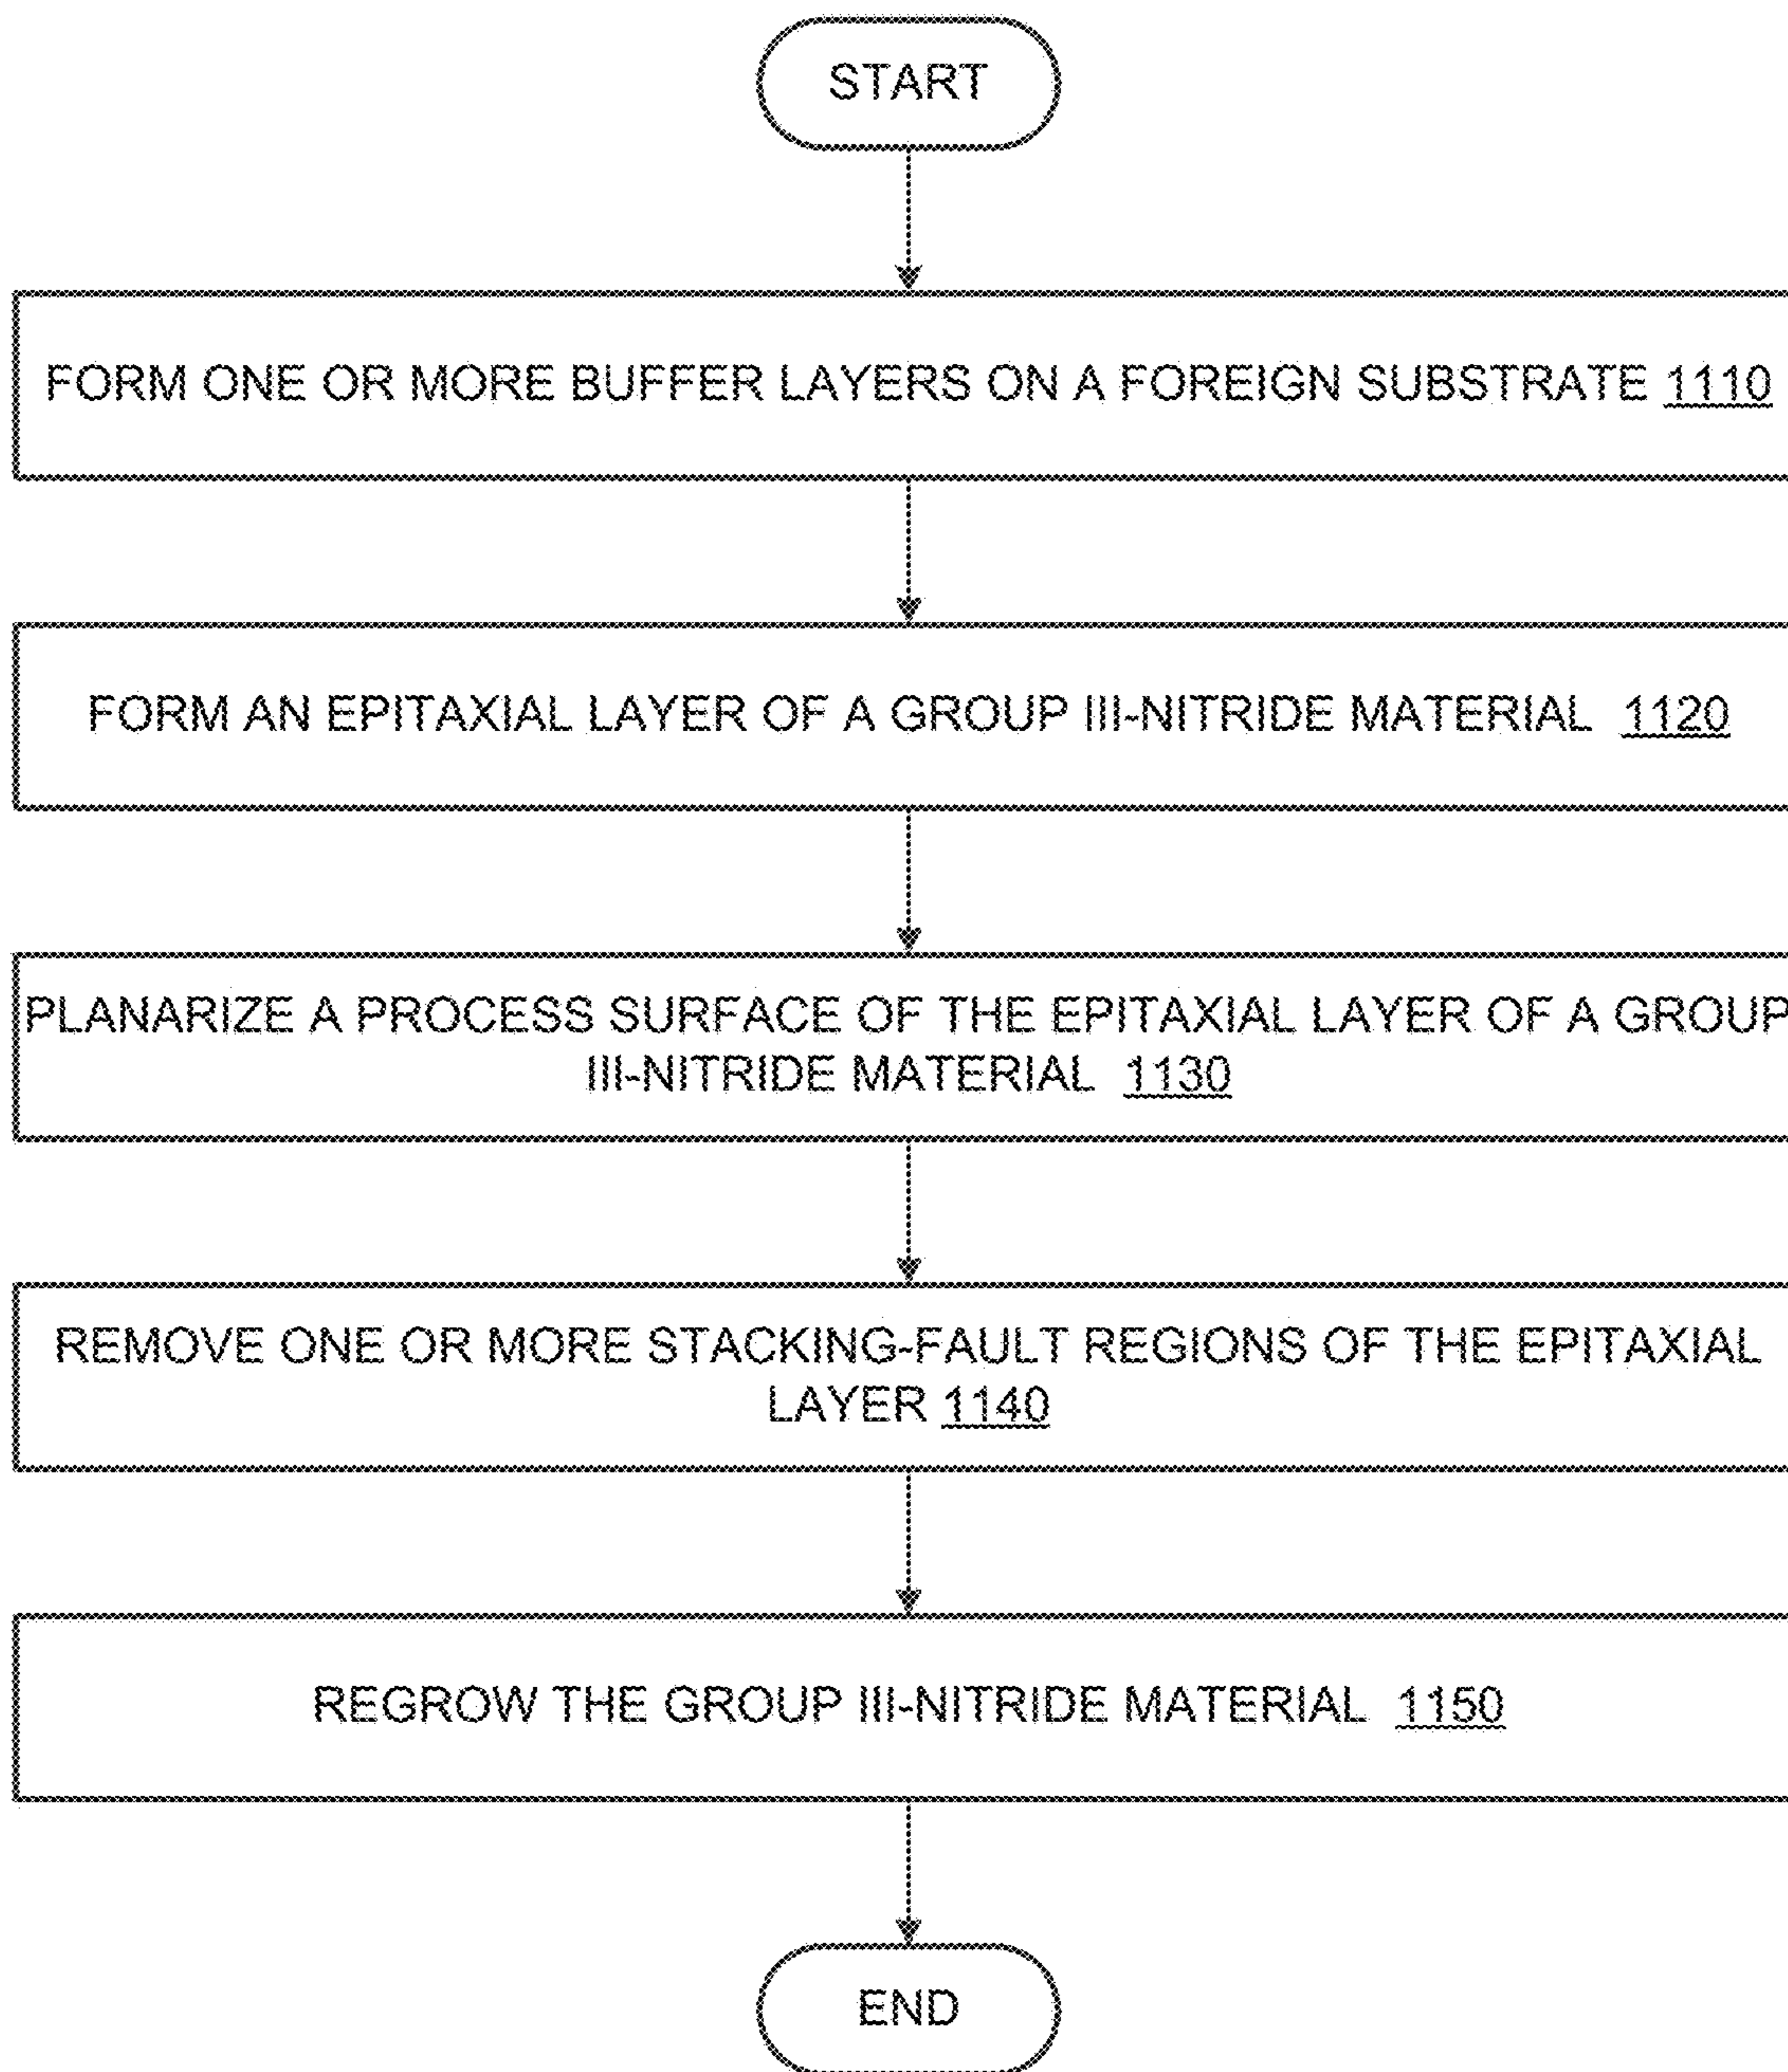 START
FORM ONE OR MORE BUFFER LAYERS ON A FOREIGN SUBSTRATE 1110
FORM AN EPITAXIAL LAYER OF A GROUP III-NITRIDE MATERIAL 1120
PLANARIZE A PROCESS SURFACE OF THE EPITAXIAL LAYER OF A GROUP
III-NITRIDE MATERIAL 1130
REMOVE ONE OR MORE STACKING-FAULT REGIONS OF THE EPITAXIAL
LAYER 1140
REGROW THE GROUP III-NITRIDE MATERIAL 1150
END